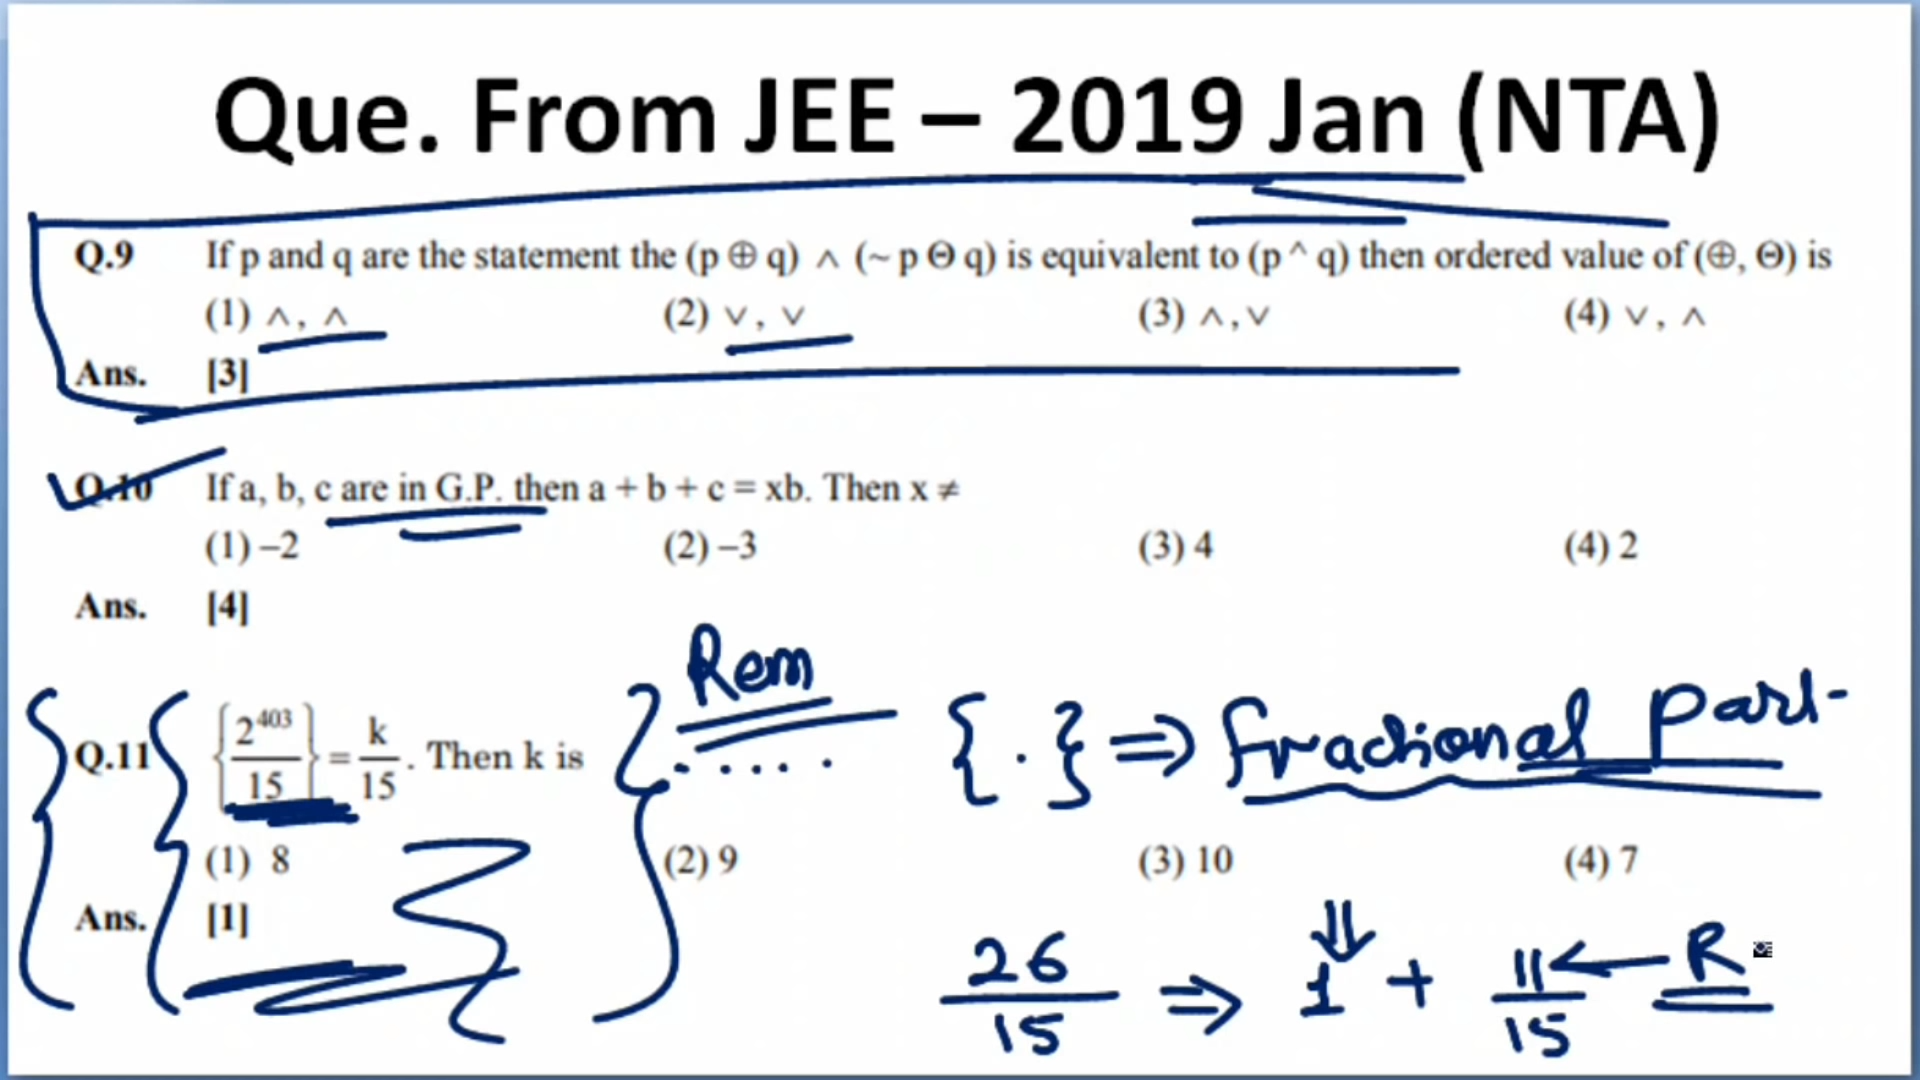 Que. From JEE – 2019 Jan (NTA)
Q.9 If p and q are the statement the (p ⊕ q) ∧ (~ p Θ q) is equivalent to (p ^ q) then ordered value of (⊕, Θ) is
(1) ∧, ∧ (2) ∨, ∨ (3) ∧, ∨ (4) ∨, ∧
Ans. [3]
Q.10 If a, b, c are in G.P. then a + b + c = xb. Then x ≠
(1) –2 (2) –3 (3) 4 (4) 2
Ans. [4]
Rem
Q.11 {2^403/15} = k/15. Then k is
{ . } ⇒ fractional part
(1) 8 (2) 9 (3) 10 (4) 7
Ans. [1]
26/15 ⇒ 1 + 11/15 ← R